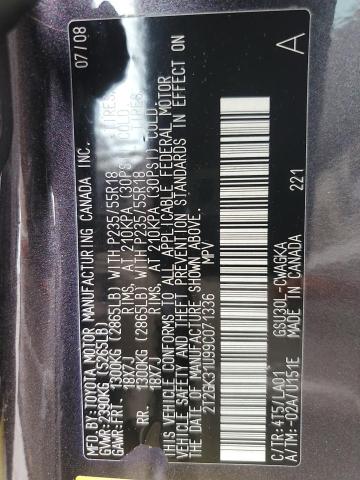 MFD. BY:TOYOTA MOTOR MANUFACTURING CANADA INC. 07/08
GVWR:2390KG(5265LB)
GAWR:FRT. 1300KG(2865LB) WITH P235/55R18 TIRES,
18X7J RIMS, AT 210KPA(30PSI) COLD.
RR. 1300KG(2865LB) WITH P235/55R18 TIRES,
18X7J RIMS, AT 210KPA(30PSI) COLD.
THIS VEHICLE CONFORMS TO ALL APPLICABLE FEDERAL MOTOR
VEHICLE SAFETY AND THEFT PREVENTION STANDARDS IN EFFECT ON
THE DATE OF MANUFACTURE SHOWN ABOVE.
2T2GK31U99C071336 MPV
A
C/TR:4T5/LA01 GSU30L-CWAGKA
A/TM:-02A/U151E 221